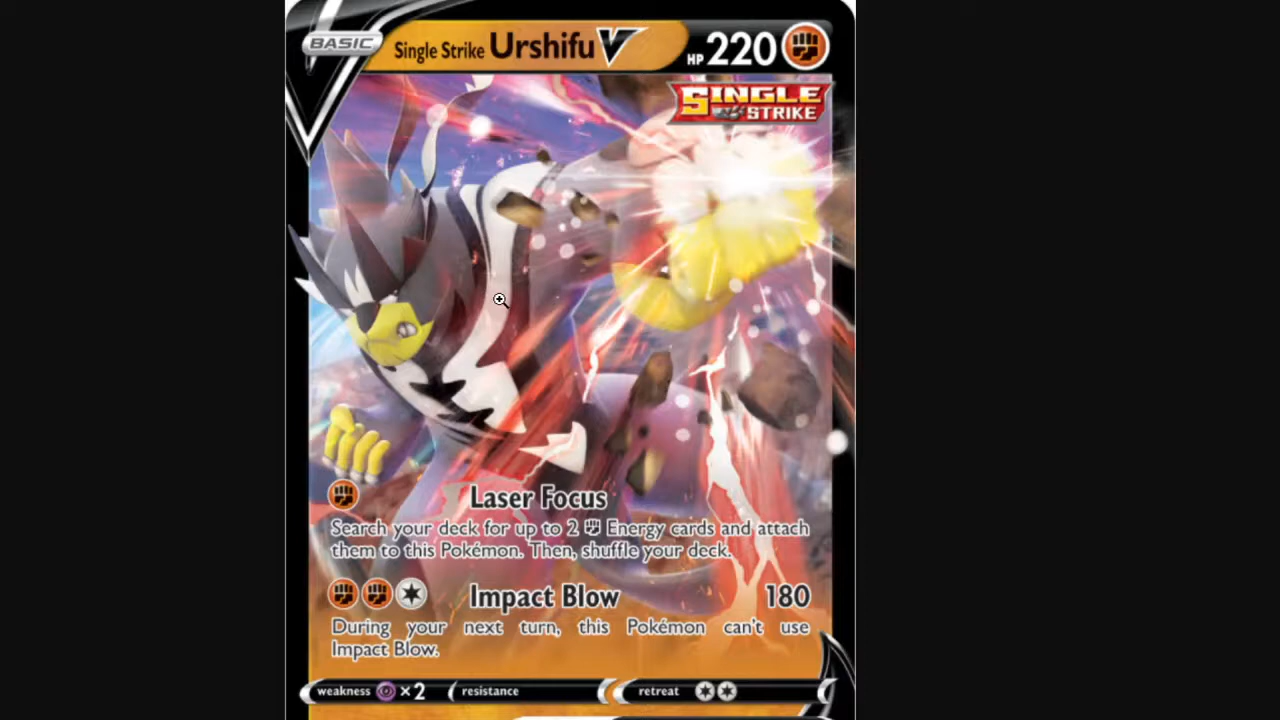 BASIC Single Strike Urshifu V HP 220
SINGLE
STRIKE
Laser Focus
Search your deck for up to 2 Energy cards and attach
them to this Pokémon. Then, shuffle your deck.
Impact Blow 180
During your next turn, this Pokémon can't use
Impact Blow.
weakness ×2 resistance retreat